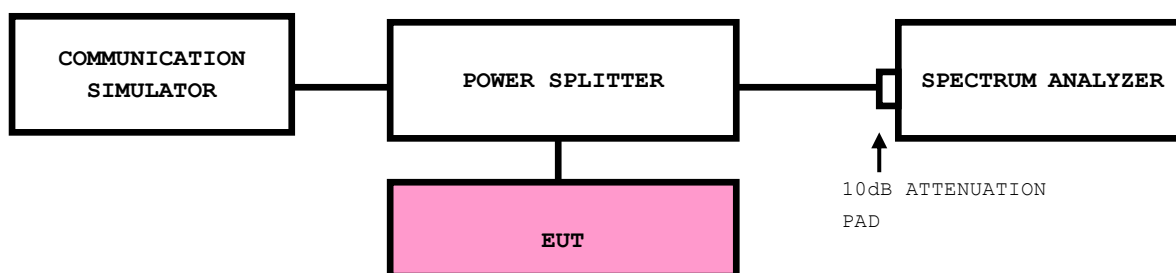 COMMUNICATION
SIMULATOR
POWER SPLITTER
SPECTRUM ANALYZER
10dB ATTENUATION
PAD
EUT